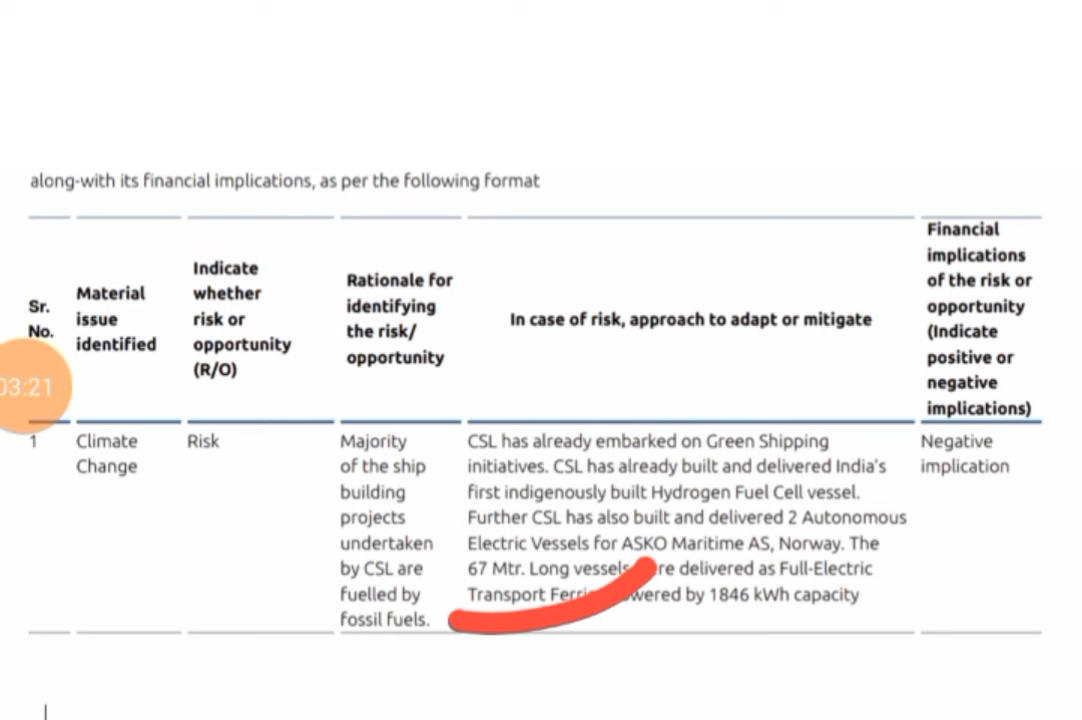 along-with its financial implications, as per the following format
Sr.
No.
Material
issue
identified
Indicate
whether
risk or
opportunity
(R/O)
Rationale for
identifying
the risk/
opportunity
In case of risk, approach to adapt or mitigate
Financial
implications
of the risk or
opportunity
(Indicate
positive or
negative
implications)
03:21
1
Climate
Change
Risk
Majority
of the ship
building
projects
undertaken
by CSL are
fuelled by
fossil fuels.
CSL has already embarked on Green Shipping
initiatives. CSL has already built and delivered India's
first indigenously built Hydrogen Fuel Cell vessel.
Further CSL has also built and delivered 2 Autonomous
Electric Vessels for ASKO Maritime AS, Norway. The
67 Mtr. Long vessels delivered as Full-Electric
Transport by 1846 kWh capacity
Negative
implication